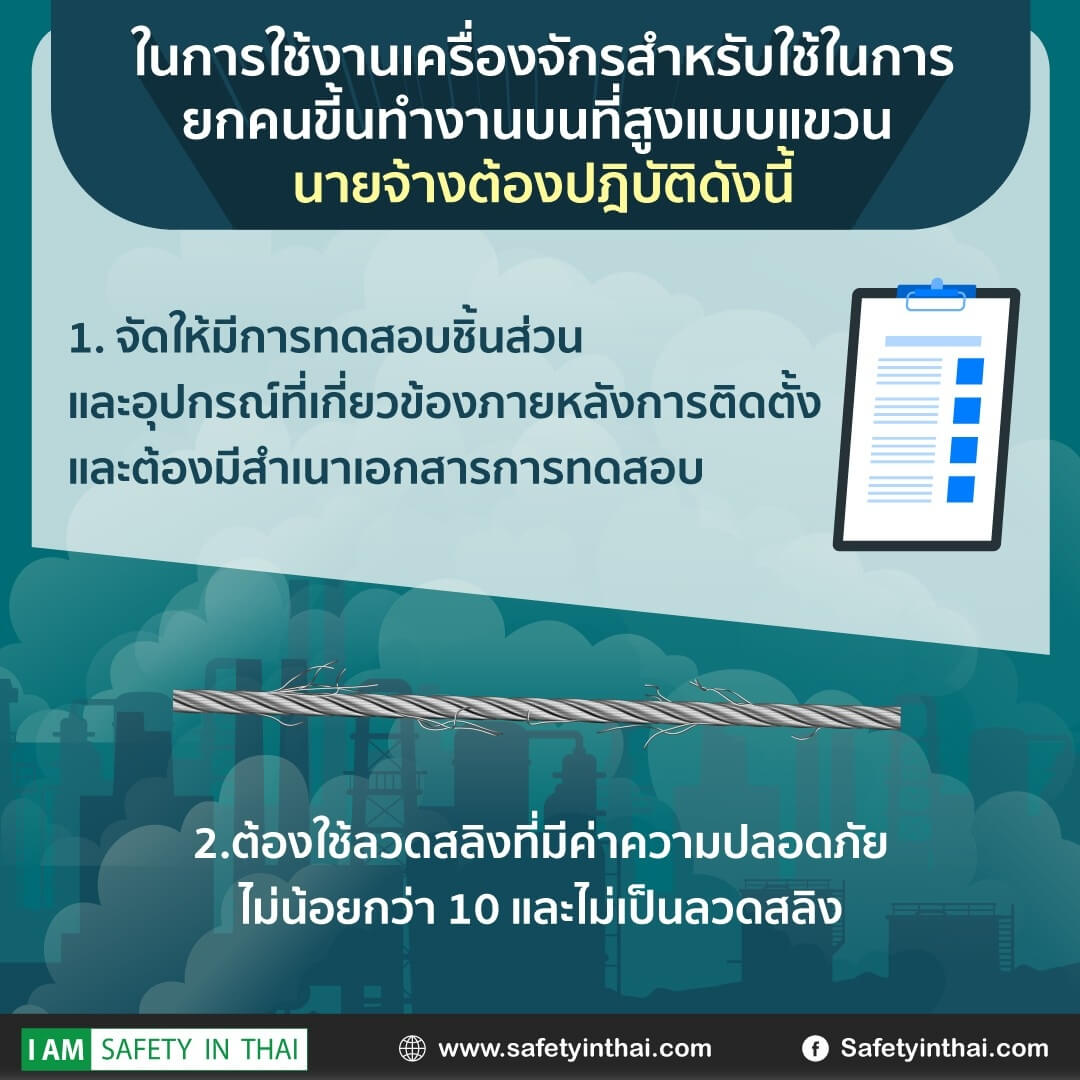 ในการใช้งานเครื่องจักรสำหรับใช้ในการ
ยกคนขี้นทำงานบนที่สูงแบบแขวน
นายจ้างต้องปฎิบัติดังนี้
1. จัดให้มีการทดสอบชิ้นส่วน
และอุปกรณ์ที่เกี่ยวข้องภายหลังการติดตั้ง
และต้องมีสำเนาเอกสารการทดสอบ
2.ต้องใช้ลวดสลิงที่มีค่าความปลอดภัย
ไม่น้อยกว่า 10 และไม่เป็นลวดสลิง
I AM SAFETY IN THAI
www.safetyinthai.com
Safetyinthai.com